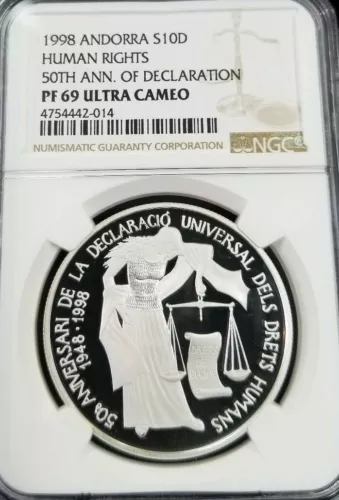 1998 ANDORRA S10D
HUMAN RIGHTS
50TH ANN. OF DECLARATION
PF 69 ULTRA CAMEO
4754442-014
NUMISMATIC GUARANTY CORPORATION
NGC
50è ANIVERSARI DE LA DECLARACIÓ UNIVERSAL DELS DRETS HUMANS
1948·1998